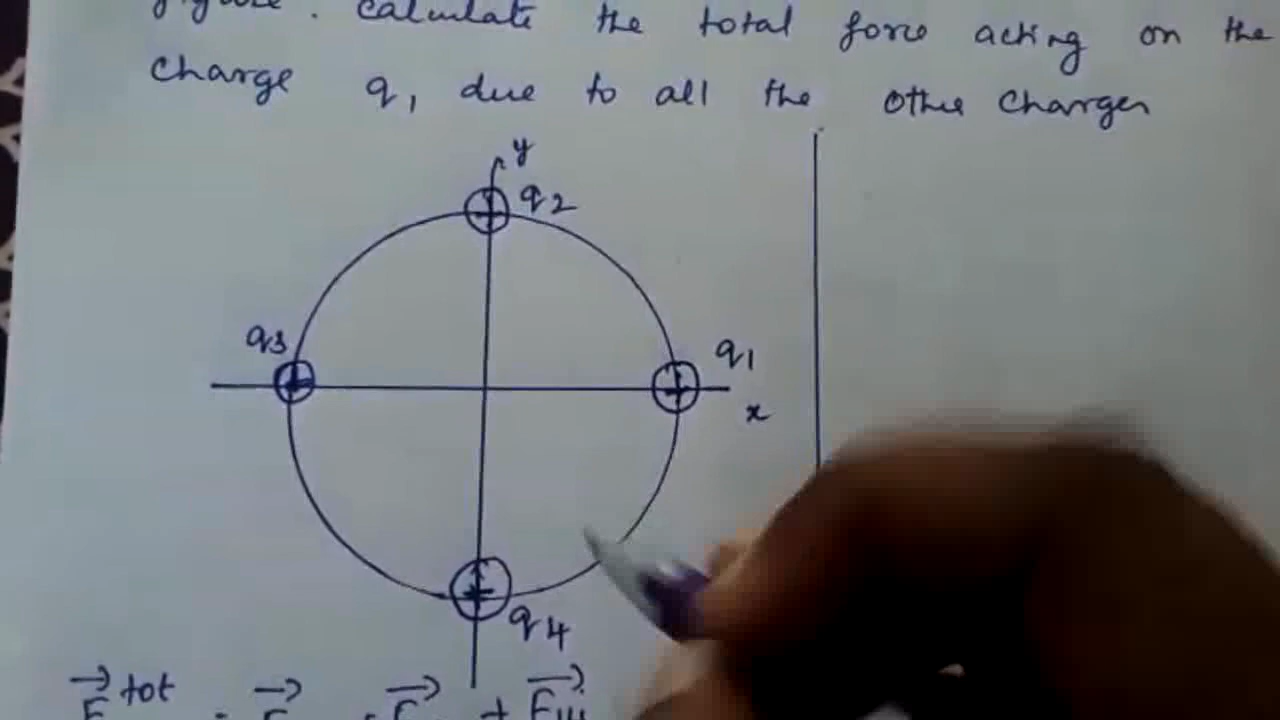 figure. Calculate the total force acting on the
charge q1 due to all the other charges
y
q2
q3
q1
x
q4
F tot